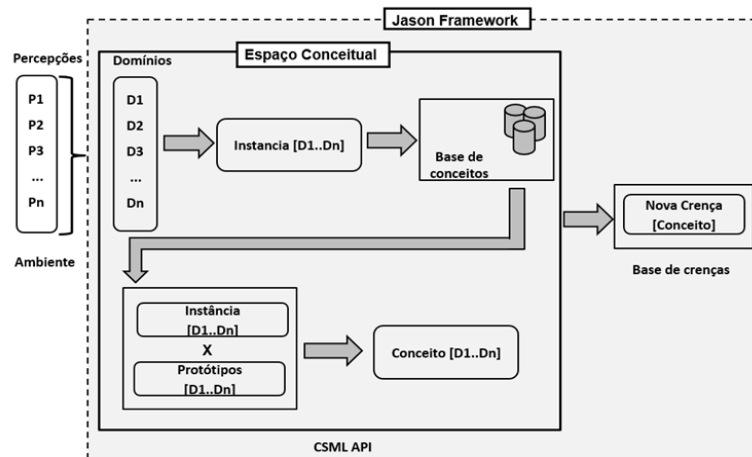 Jason Framework
Espaço Conceitual
Percepções
P1
P2
P3
...
Pn
Ambiente
Domínios
D1
D2
D3
...
Dn
Instancia [D1..Dn]
Base de
conceitos
Nova Crença
[Conceito]
Base de crenças
Instância
[D1..Dn]
X
Protótipos
[D1..Dn]
Conceito [D1..Dn]
CSML API